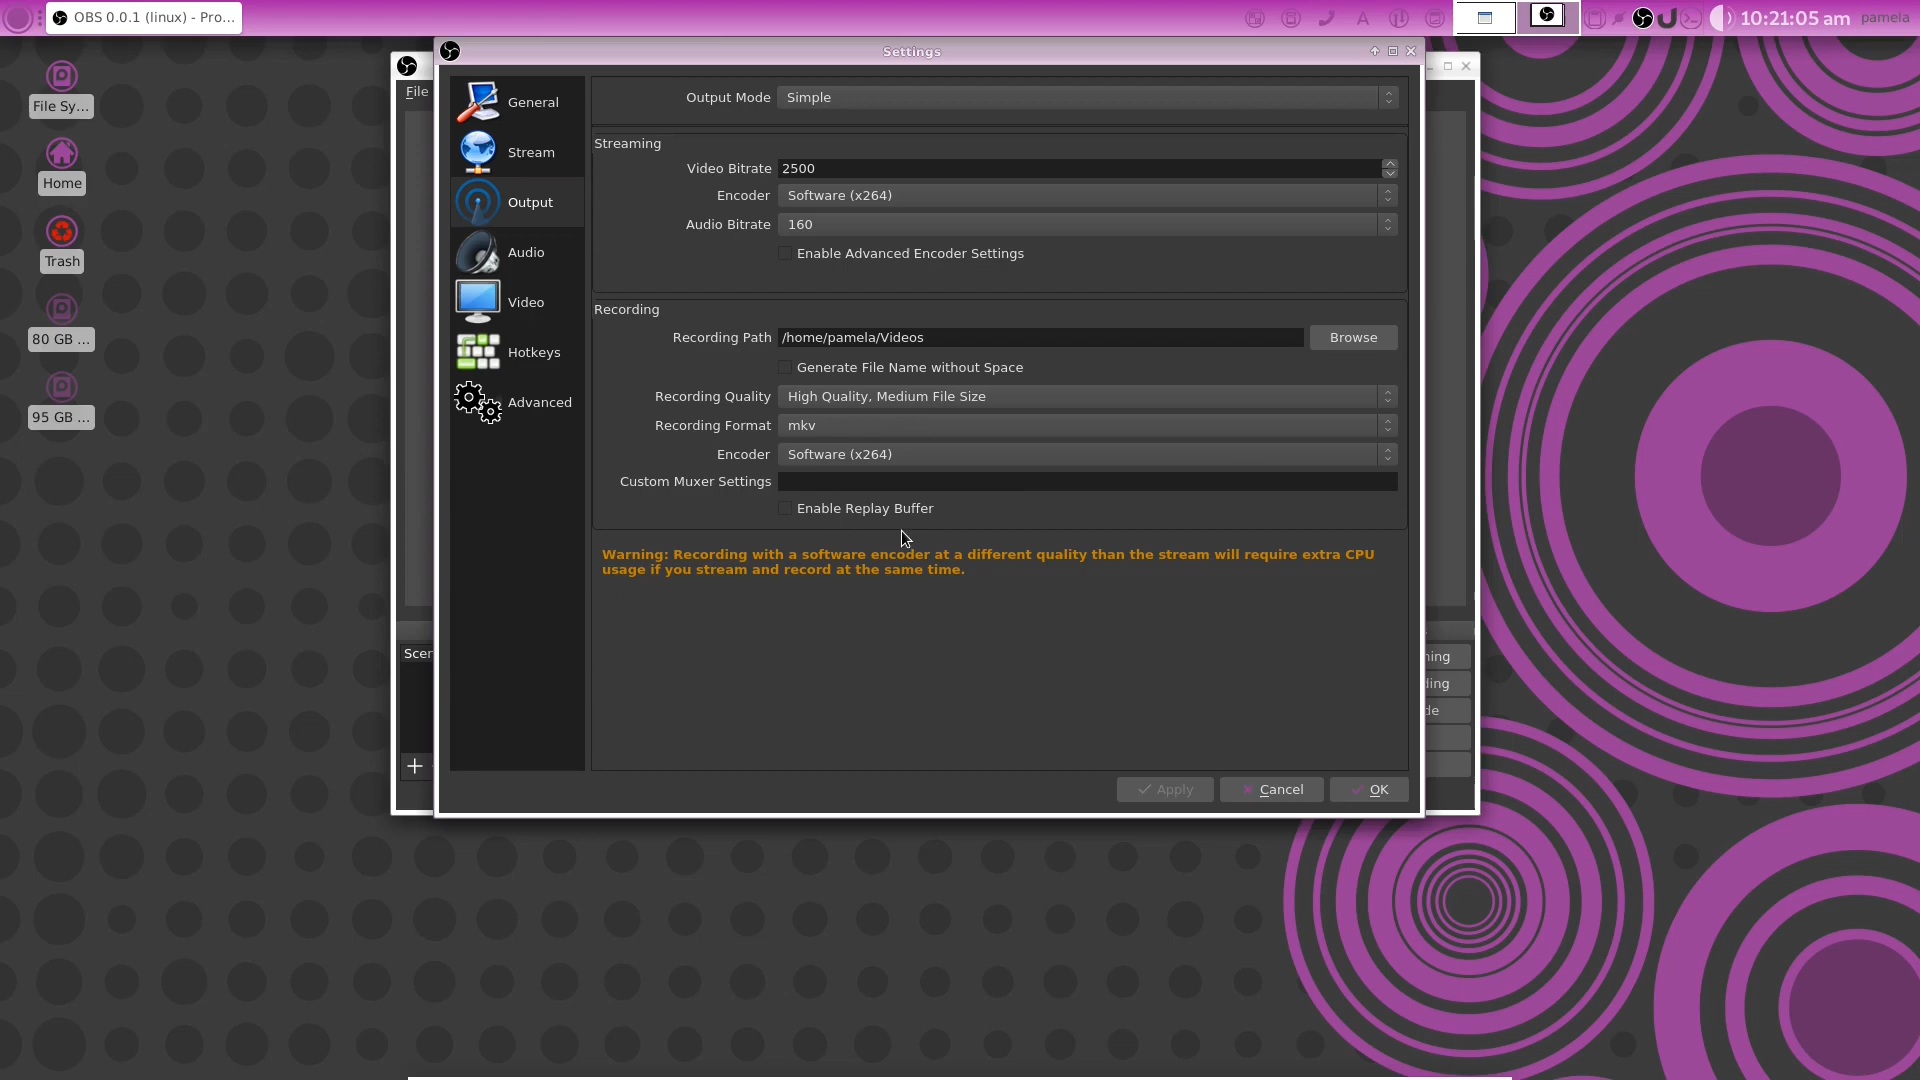 OBS 0.0.1 (linux) - Pro...
10:21:05 am
pamela
File Sy...
Home
Trash
80 GB ...
95 GB ...
File
Scen
Settings
General
Stream
Output
Audio
Video
Hotkeys
Advanced
Output Mode Simple
Streaming
Video Bitrate 2500
Encoder Software (x264)
Audio Bitrate 160
Enable Advanced Encoder Settings
Recording
Recording Path /home/pamela/Videos Browse
Generate File Name without Space
Recording Quality High Quality, Medium File Size
Recording Format mkv
Encoder Software (x264)
Custom Muxer Settings
Enable Replay Buffer
Warning: Recording with a software encoder at a different quality than the stream will require extra CPU
usage if you stream and record at the same time.
Apply Cancel OK
ning
ding
de